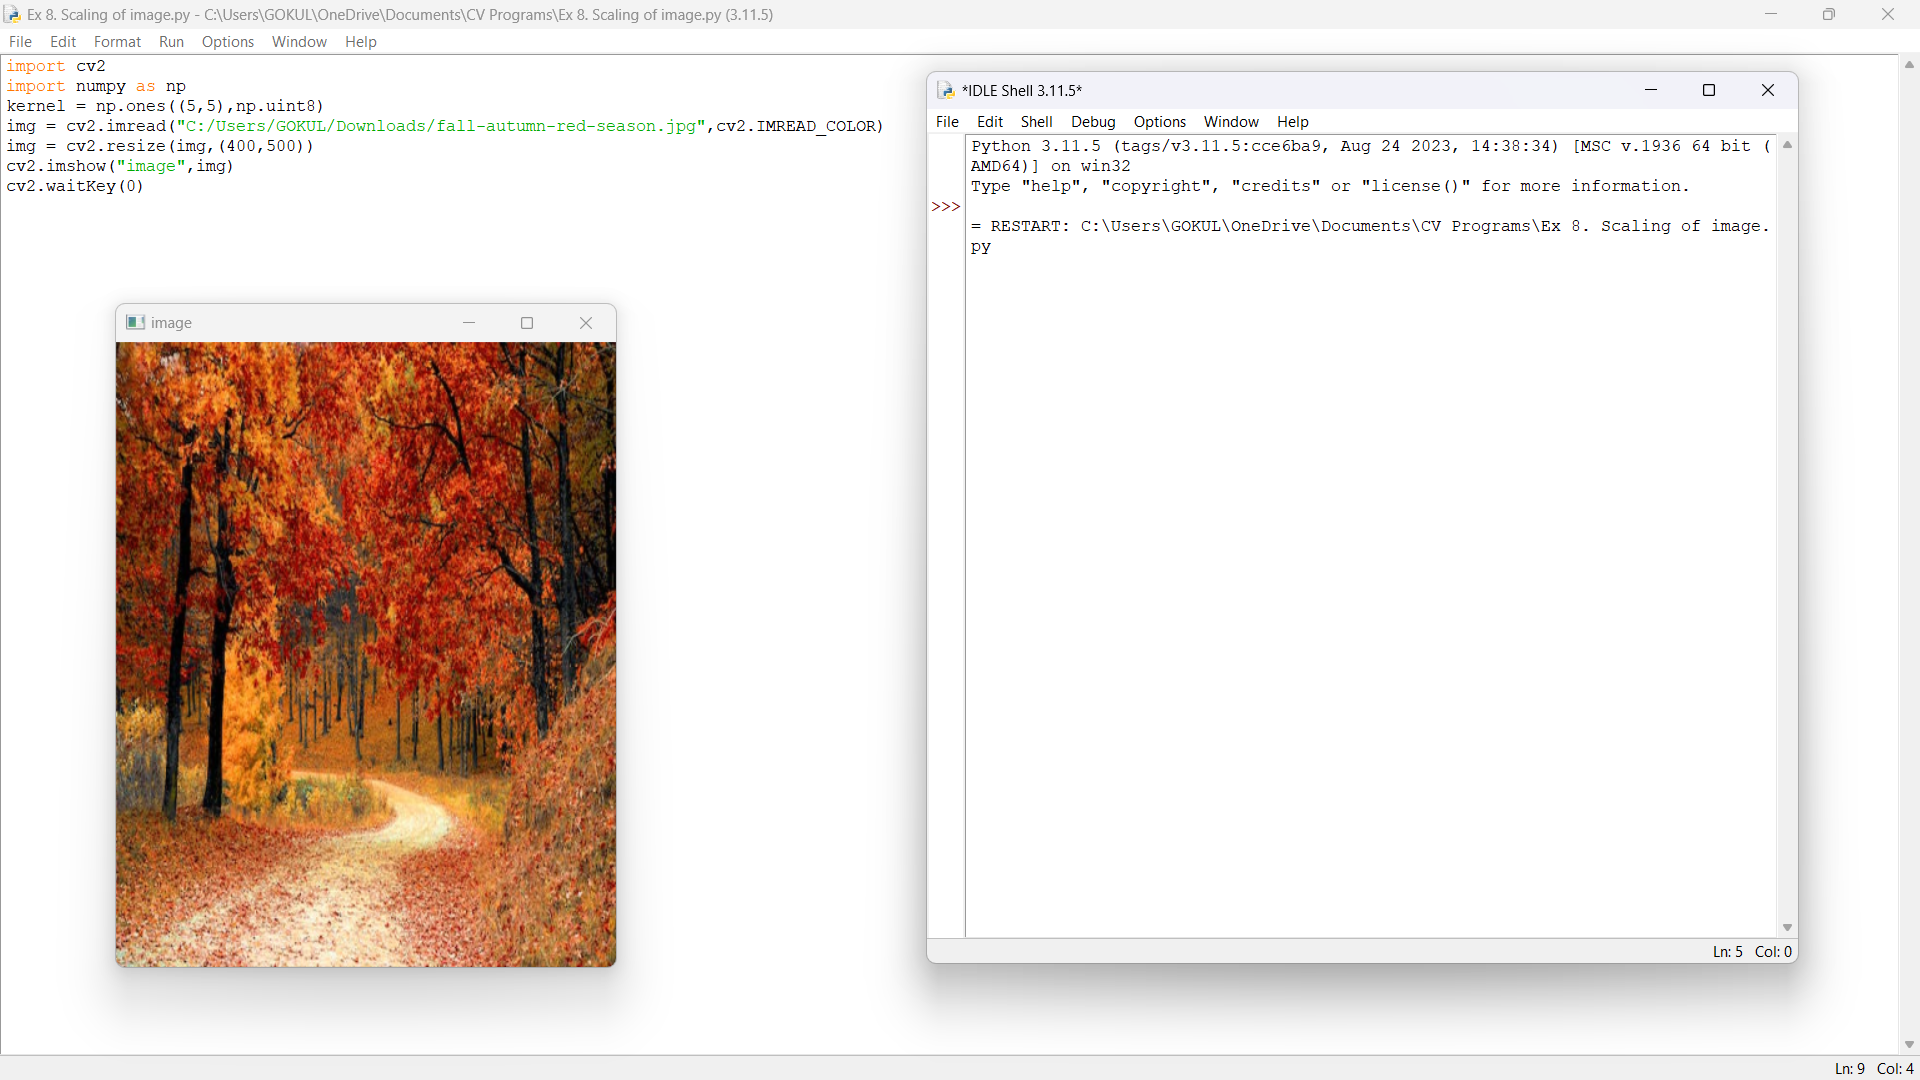 Ex 8. Scaling of image.py - C:\Users\GOKUL\OneDrive\Documents\CV Programs\Ex 8. Scaling of image.py (3.11.5)
File Edit Format Run Options Window Help
import cv2
import numpy as np
kernel = np.ones((5,5),np.uint8)
img = cv2.imread("C:/Users/GOKUL/Downloads/fall-autumn-red-season.jpg",cv2.IMREAD_COLOR)
img = cv2.resize(img,(400,500))
cv2.imshow("image",img)
cv2.waitKey(0)
image
*IDLE Shell 3.11.5*
File Edit Shell Debug Options Window Help
Python 3.11.5 (tags/v3.11.5:cce6ba9, Aug 24 2023, 14:38:34) [MSC v.1936 64 bit (
AMD64)] on win32
Type "help", "copyright", "credits" or "license()" for more information.
>>>
= RESTART: C:\Users\GOKUL\OneDrive\Documents\CV Programs\Ex 8. Scaling of image.
py
Ln: 5 Col: 0
Ln: 9 Col: 4